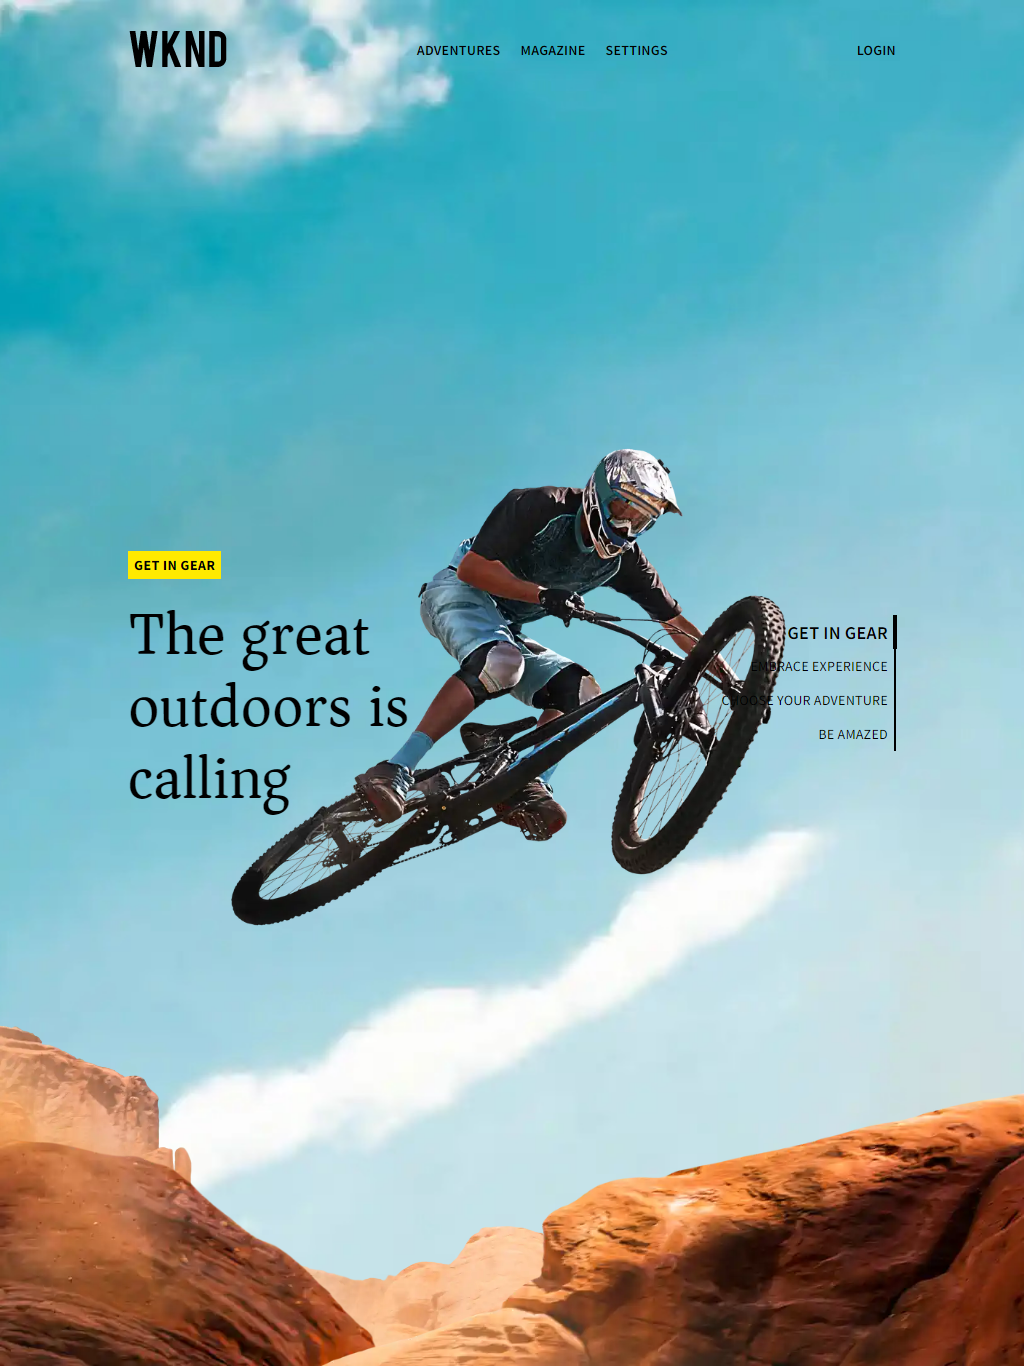 WKND
ADVENTURES MAGAZINE SETTINGS
LOGIN
GET IN GEAR
The great
outdoors is
calling
GET IN GEAR
EMBRACE EXPERIENCE
CHOOSE YOUR ADVENTURE
BE AMAZED